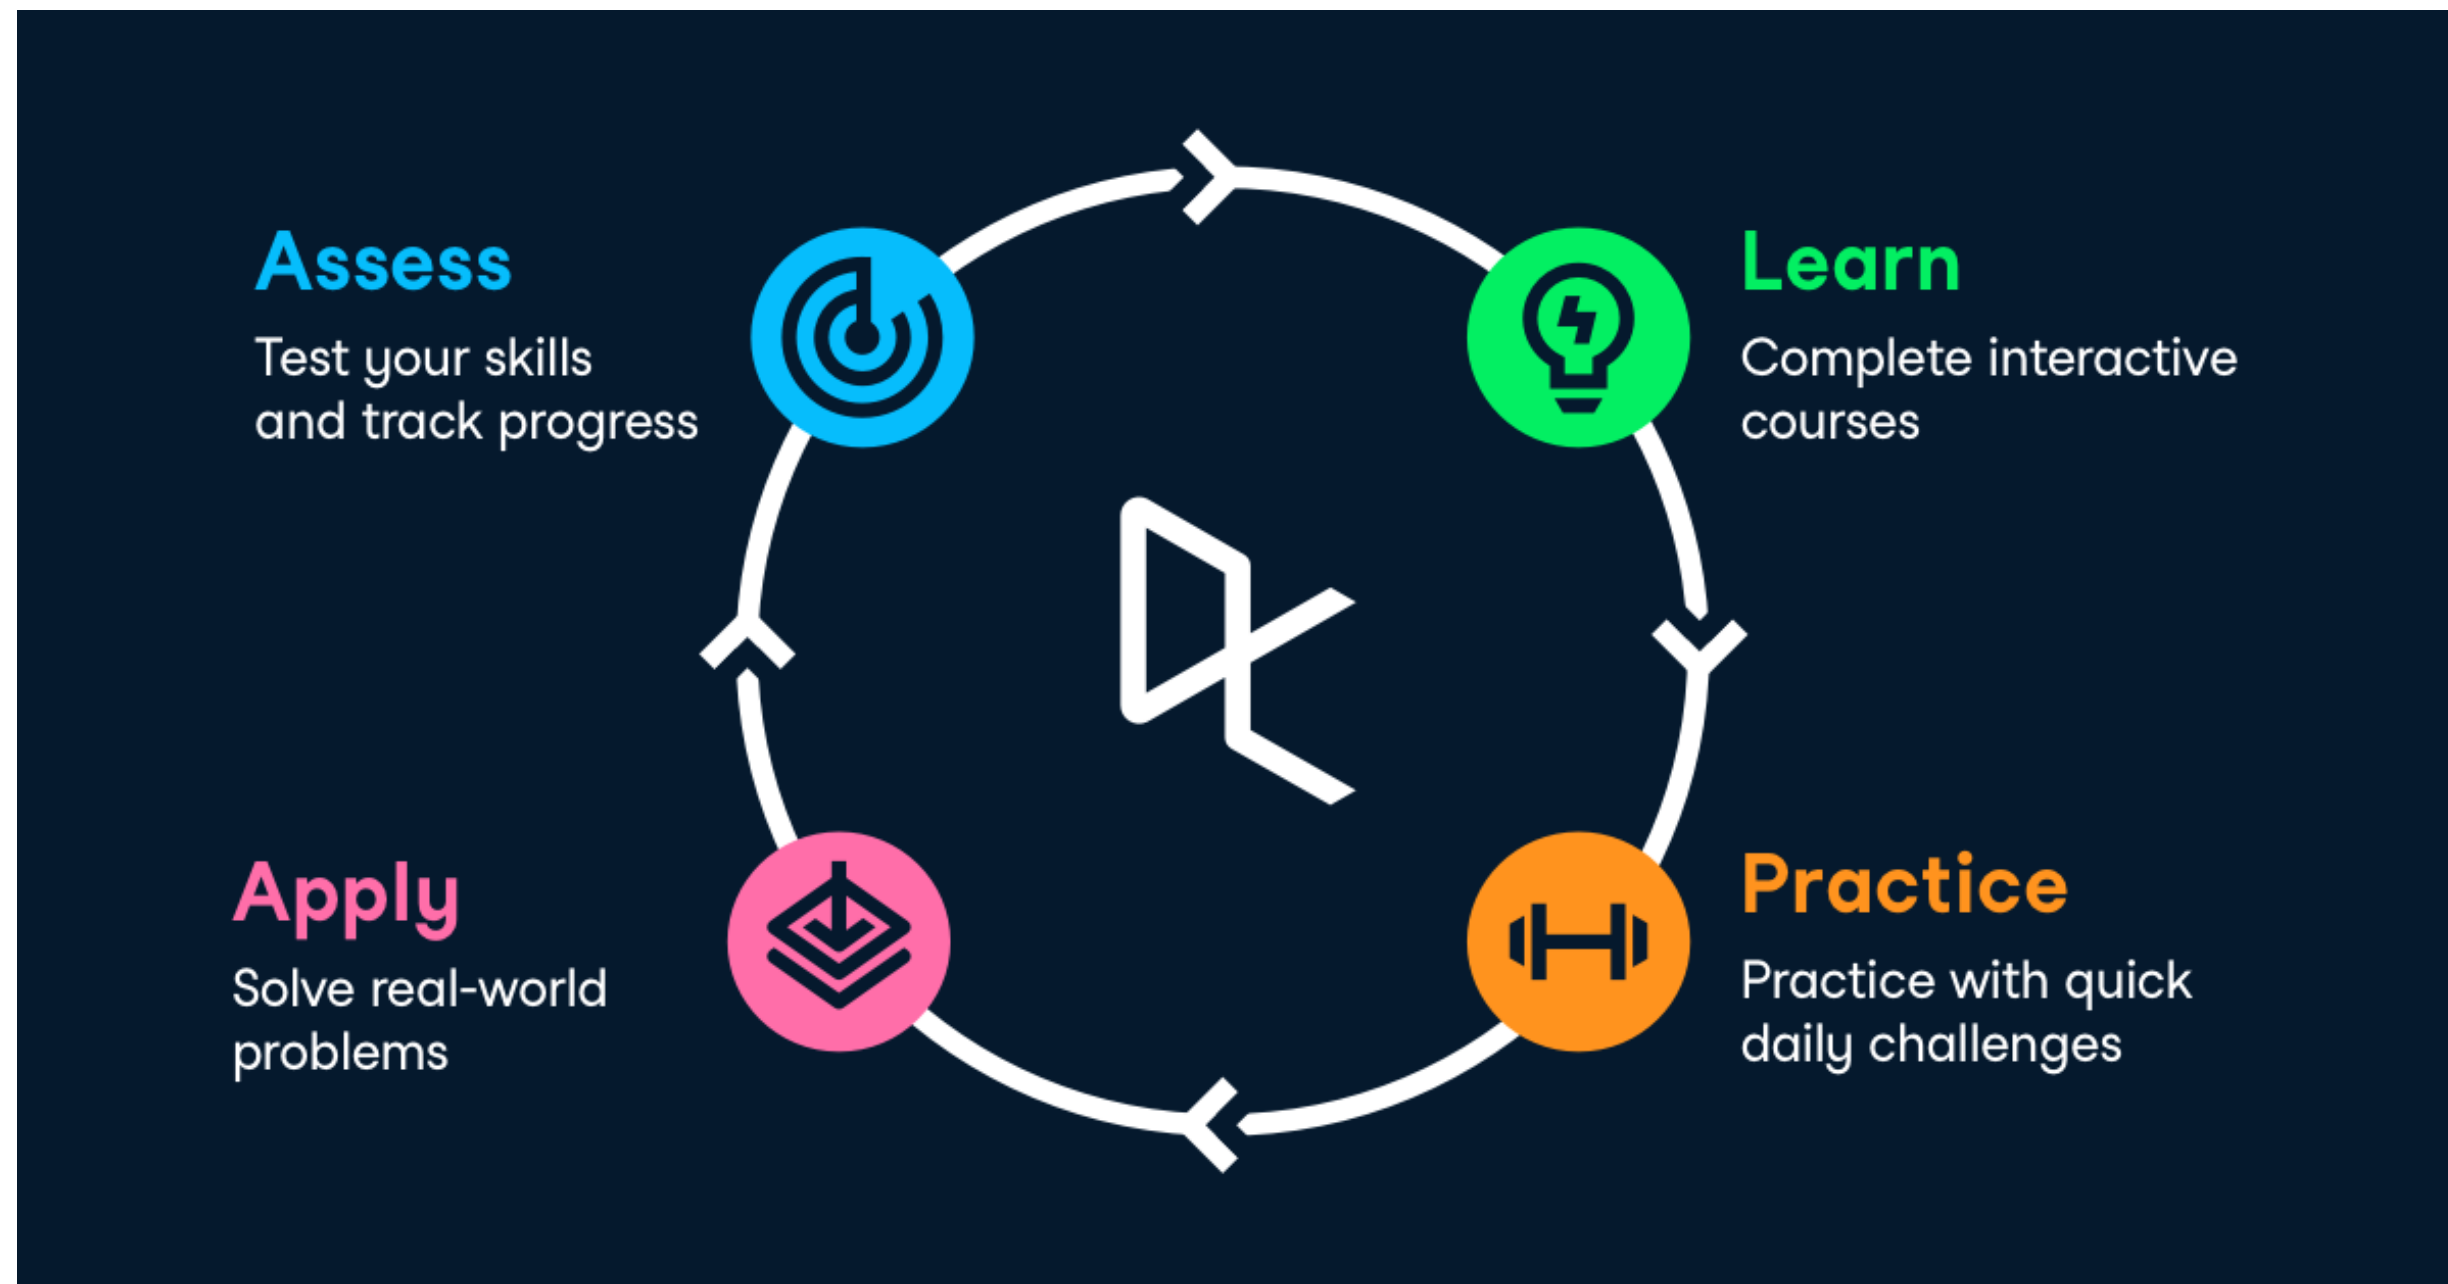 Assess
Test your skills
and track progress
Learn
Complete interactive
courses
Apply
Solve real-world
problems
Practice
Practice with quick
daily challenges